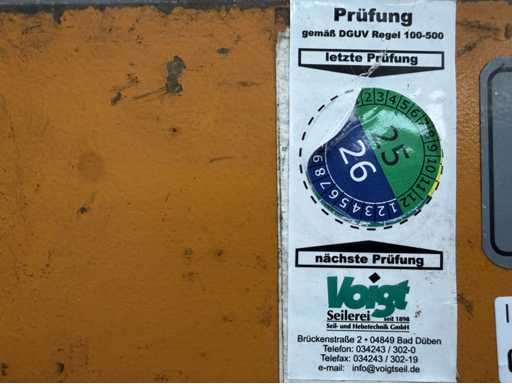 Prüfung
gemäß DGUV Regel 100-500
letzte Prüfung
2 3 4 5 6 7 8 9 10 11 12
25
26
1 2 3 4 5 6 7 8 9
nächste Prüfung
Voigt
Seilerei seit 1898
Seil- und Hebetechnik GmbH
Brückenstraße 2 • 04849 Bad Düben
Telefon: 034243 / 302-0
Telefax: 034243 / 302-19
e-mail: info@voigtseil.de